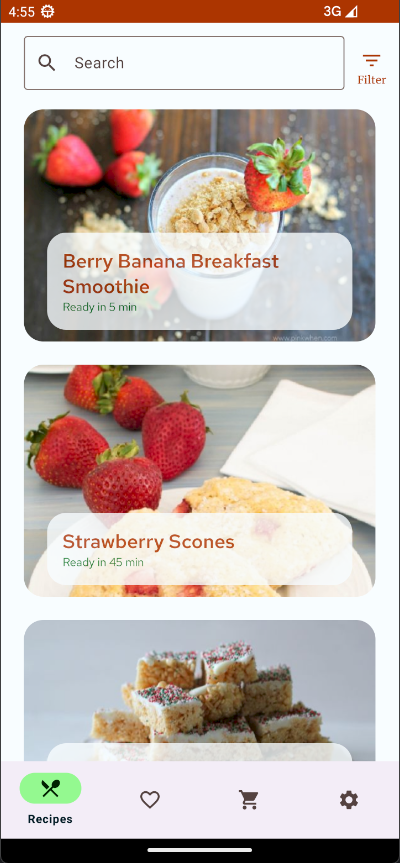 4:55
3G
Search
Filter
Berry Banana Breakfast
Smoothie
Ready in 5 min
Strawberry Scones
Ready in 45 min
Recipes